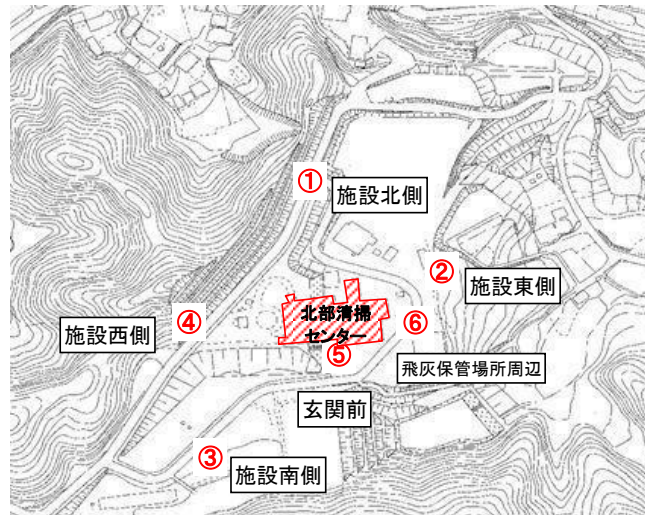 ①
施設北側
②
施設東側
北部清掃
センター
④
施設西側
⑥
⑤
飛灰保管場所周辺
玄関前
③
施設南側